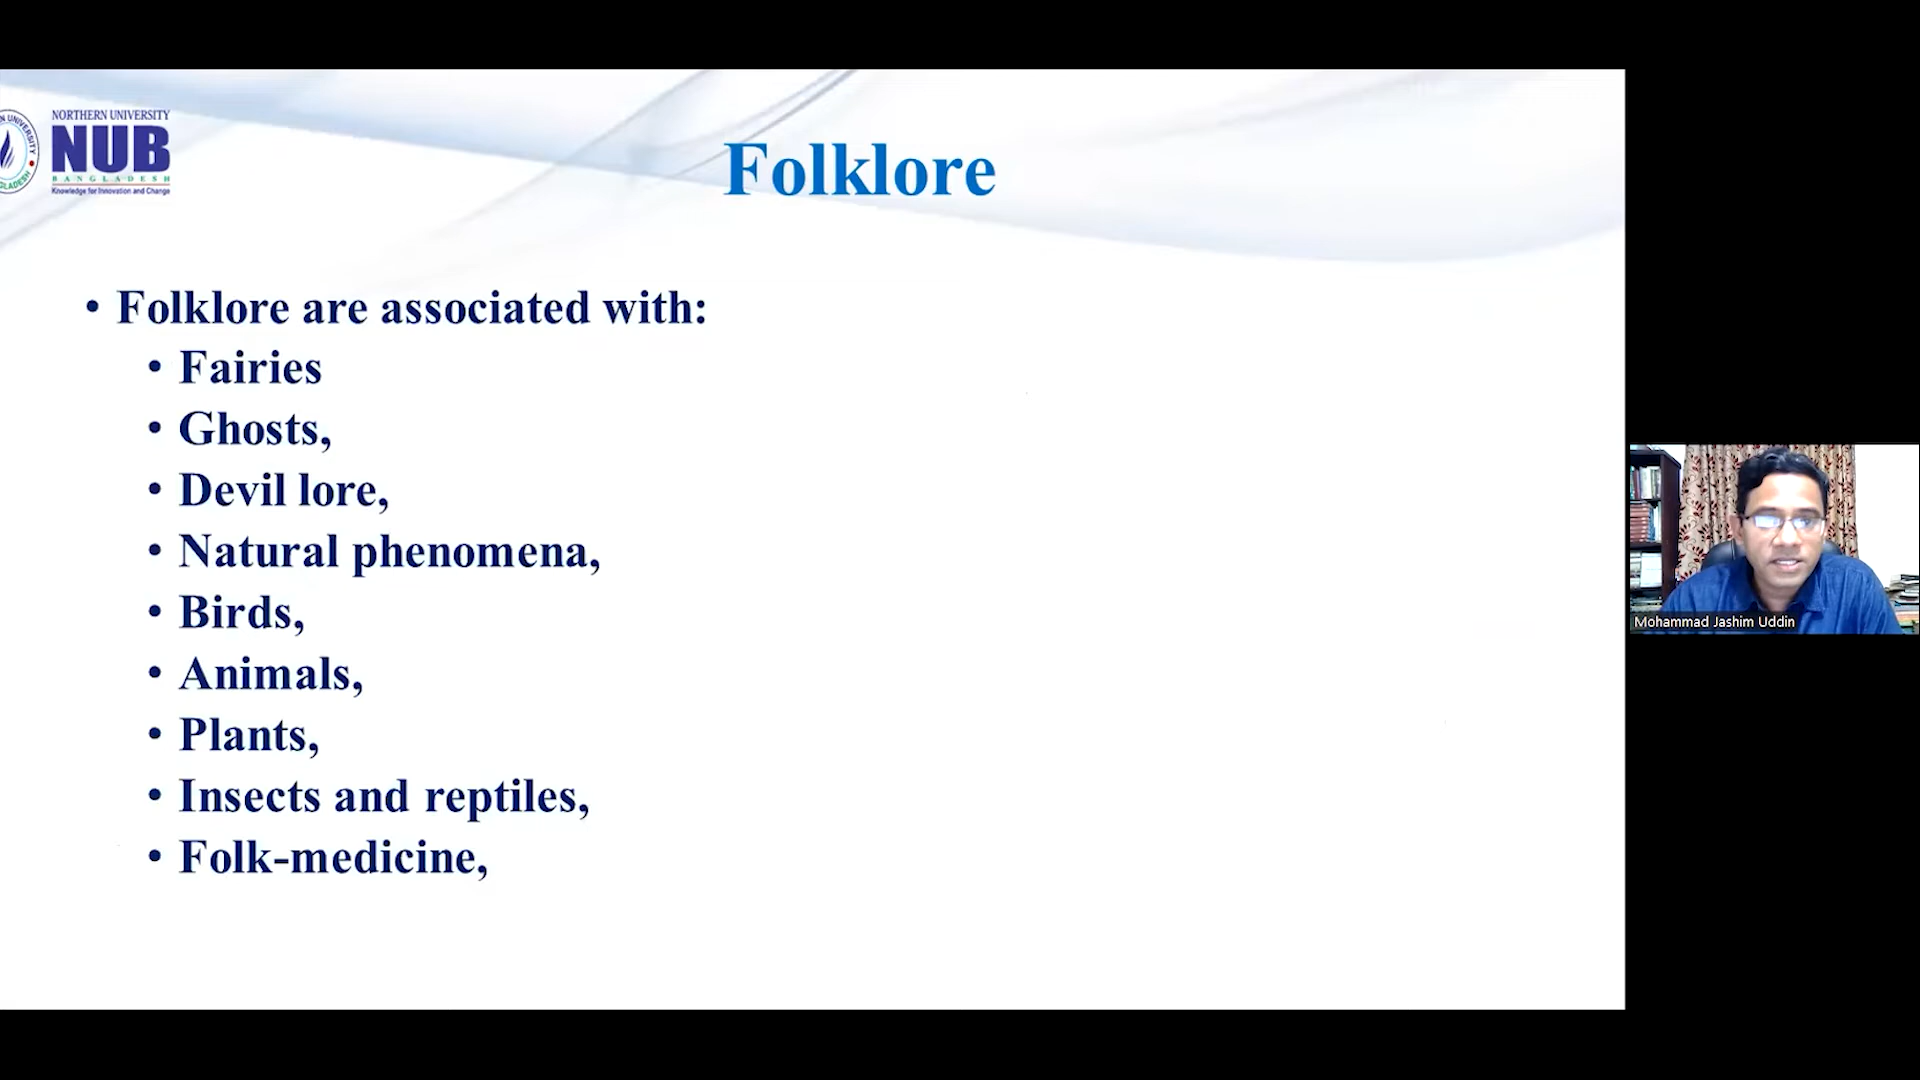 NORTHERN UNIVERSITY
NUB
BANGLADESH
Knowledge for Innovation and Change
Folklore
• Folklore are associated with:
• Fairies
• Ghosts,
• Devil lore,
• Natural phenomena,
• Birds,
• Animals,
• Plants,
• Insects and reptiles,
• Folk-medicine,
Mohammad Jashim Uddin